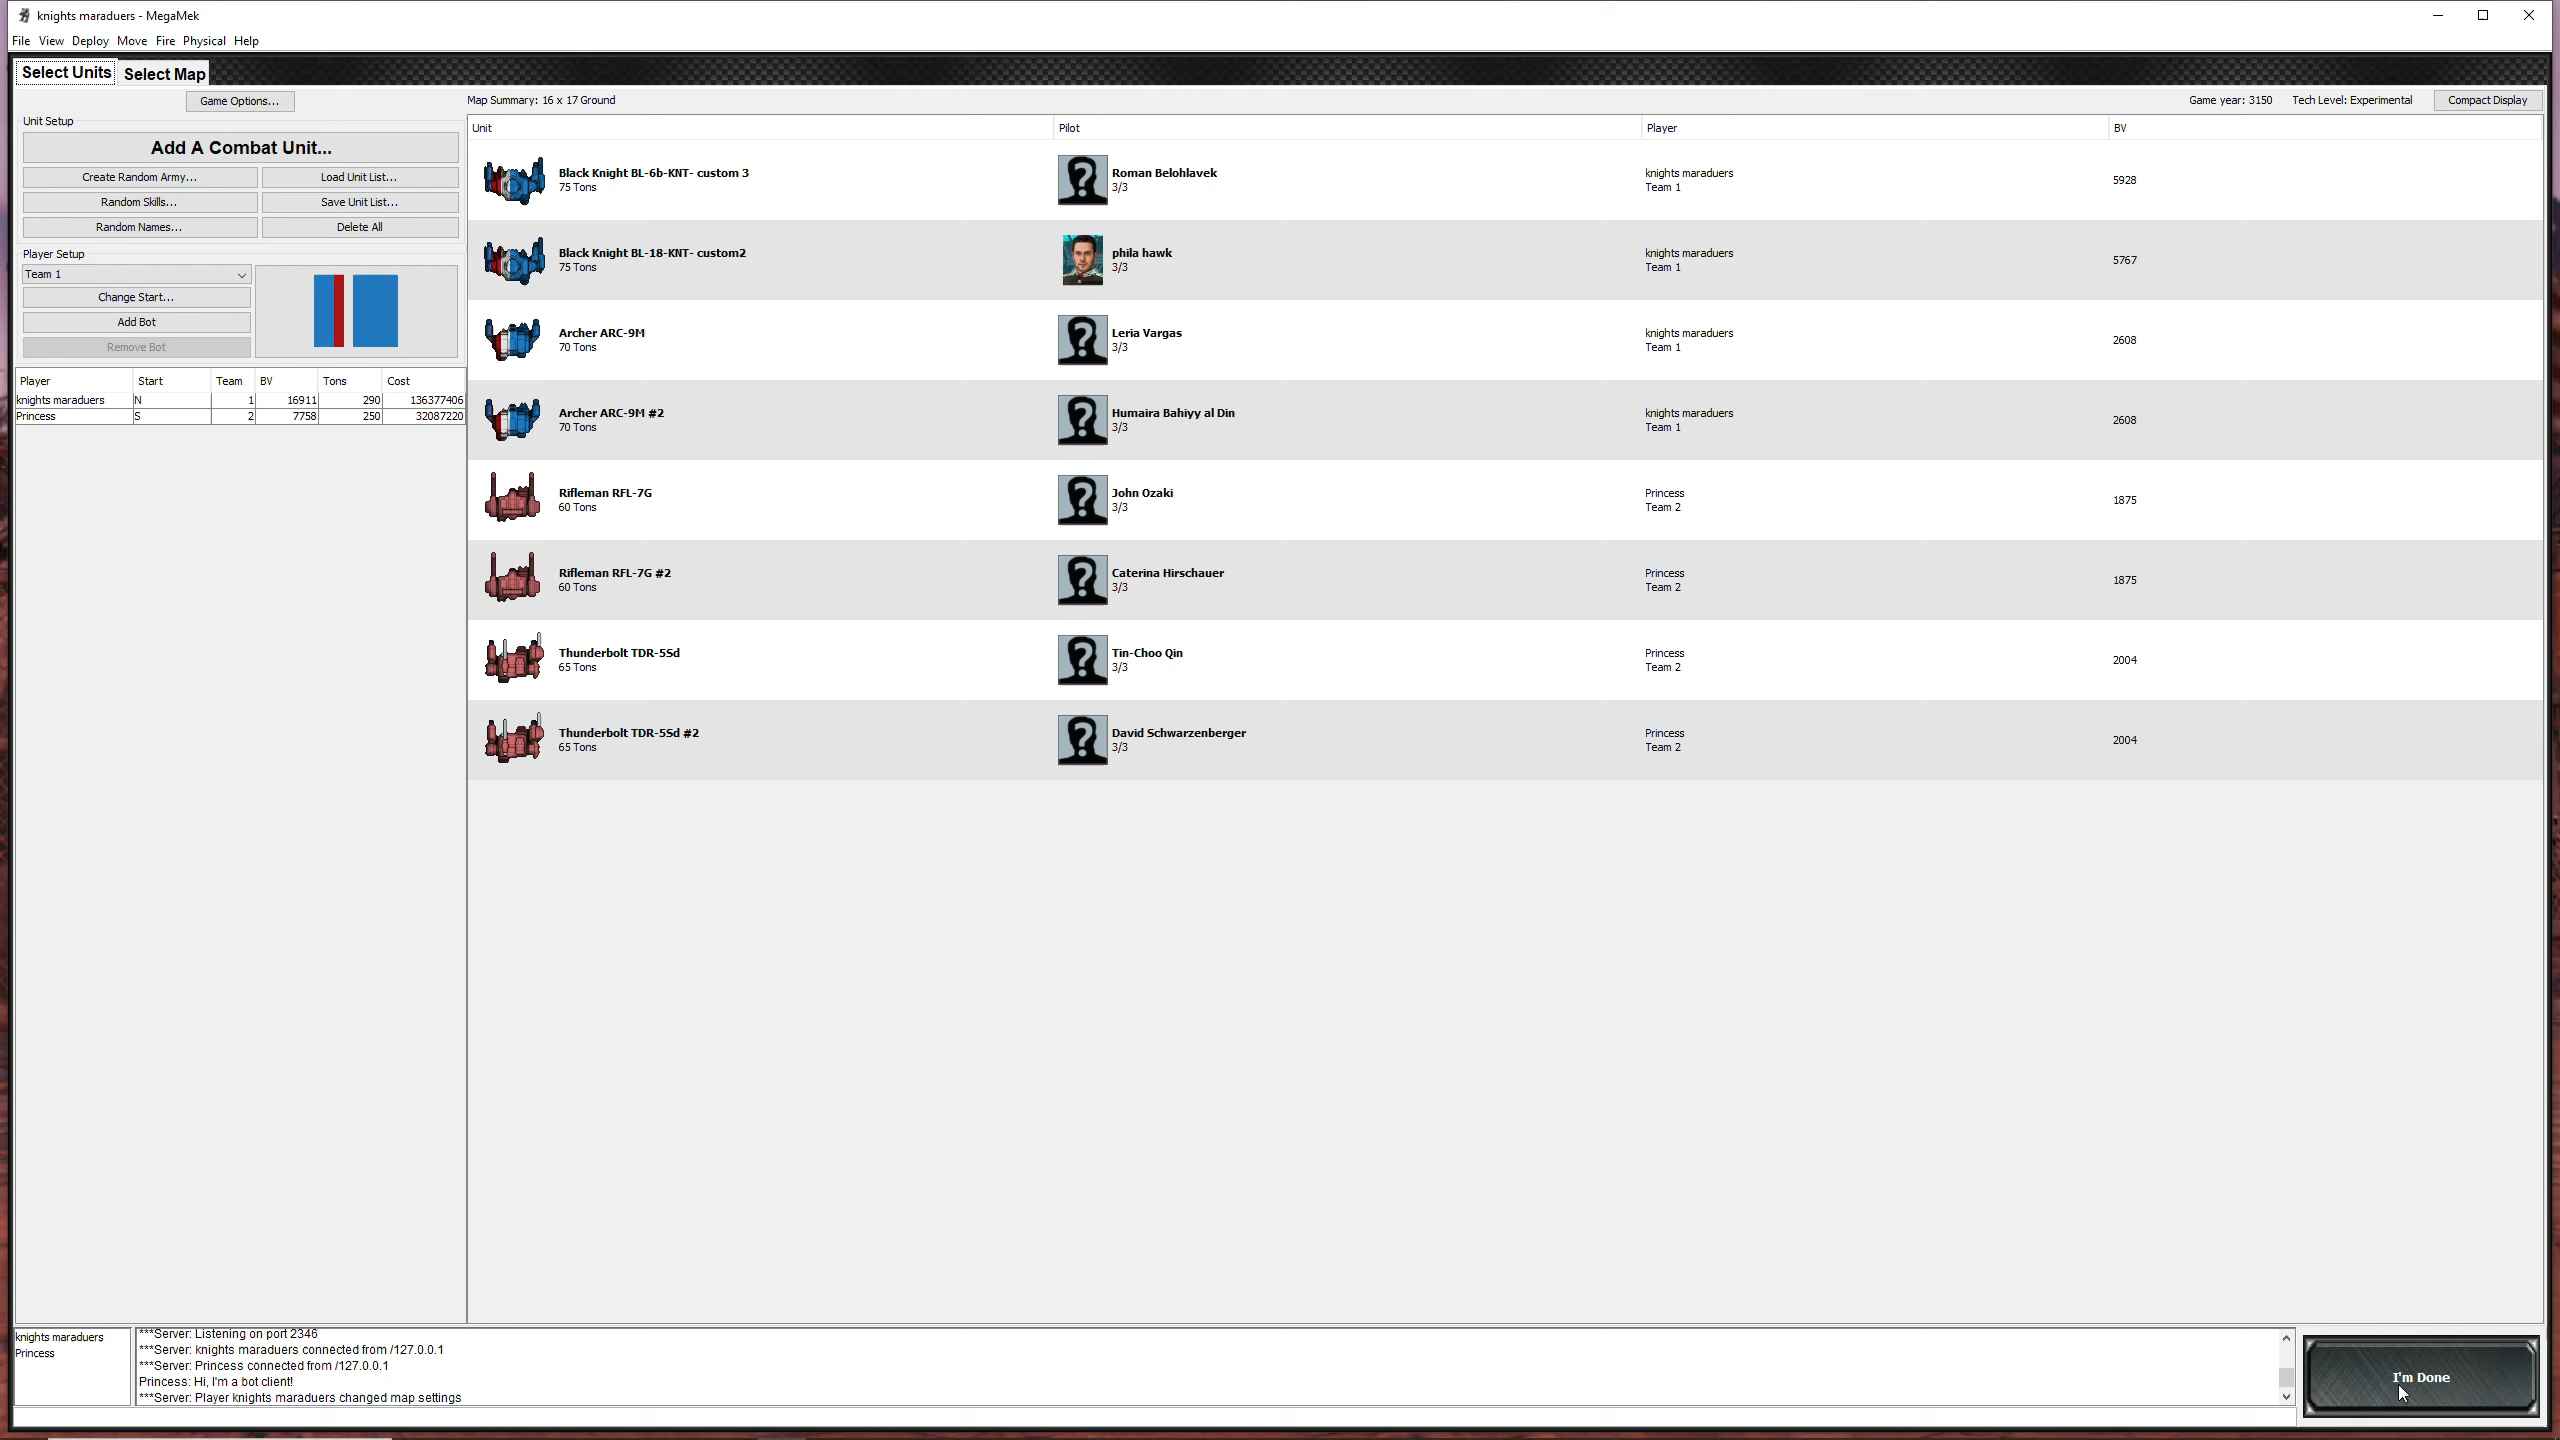 knights maraduers - MegaMek
File View Deploy Move Fire Physical Help
Select Units Select Map
Game Options...
Map Summary: 16 x 17 Ground
Game year: 3150 Tech Level: Experimental Compact Display
Unit Setup
Add A Combat Unit...
Create Random Army... Load Unit List...
Random Skills... Save Unit List...
Random Names... Delete All
Player Setup
Team 1
Change Start...
Add Bot
Remove Bot
Player Start Team BV Tons Cost
knights maraduers N 1 16911 290 136377406
Princess S 2 7758 250 32087220
Unit Pilot Player BV
Black Knight BL-6b-KNT- custom 3 Roman Belohlavek knights maraduers 5928
75 Tons 3/3 Team 1
Black Knight BL-18-KNT- custom2 phila hawk knights maraduers 5767
75 Tons 3/3 Team 1
Archer ARC-9M Leria Vargas knights maraduers 2608
70 Tons 3/3 Team 1
Archer ARC-9M #2 Humaira Bahiyy al Din knights maraduers 2608
70 Tons 3/3 Team 1
Rifleman RFL-7G John Ozaki Princess 1875
60 Tons 3/3 Team 2
Rifleman RFL-7G #2 Caterina Hirschauer Princess 1875
60 Tons 3/3 Team 2
Thunderbolt TDR-5Sd Tin-Choo Qin Princess 2004
65 Tons 3/3 Team 2
Thunderbolt TDR-5Sd #2 David Schwarzenberger Princess 2004
65 Tons 3/3 Team 2
knights maraduers
Princess
***Server: Listening on port 2346
***Server: knights maraduers connected from /127.0.0.1
***Server: Princess connected from /127.0.0.1
Princess: Hi, I'm a bot client!
***Server: Player knights maraduers changed map settings
I'm Done